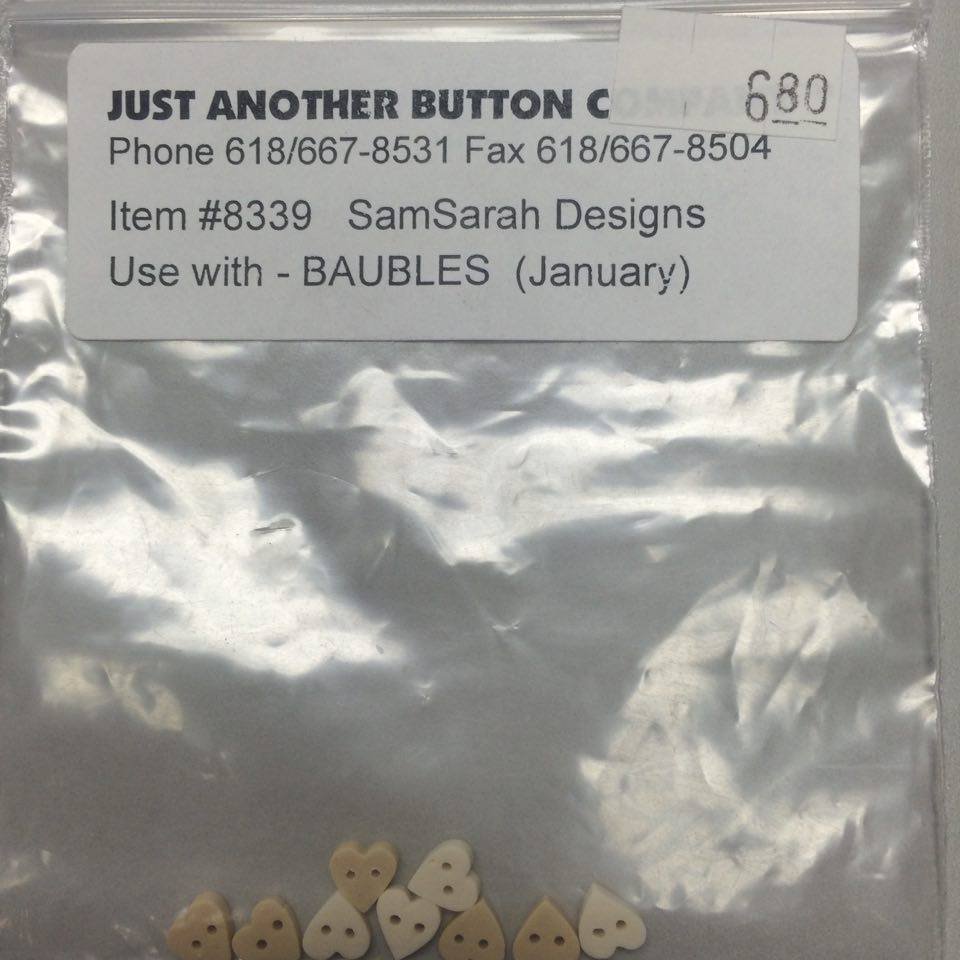 JUST ANOTHER BUTTON C
680
Phone 618/667-8531 Fax 618/667-8504
Item #8339 SamSarah Designs
Use with - BAUBLES (January)